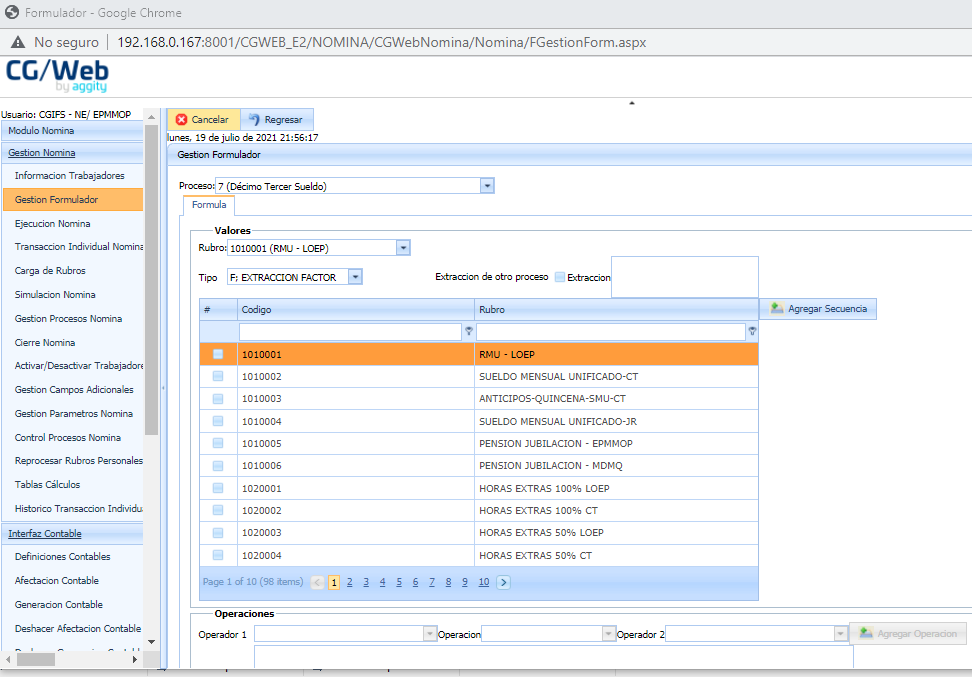 Formulador - Google Chrome
No seguro 192.168.0.167:8001/CGWEB_E2/NOMINA/CGWebNomina/Nomina/FGestionForm.aspx
CG/Web
by aggity
Usuario: CGIFS - NE/ EPMMOP
Modulo Nomina
Gestion Nomina
Informacion Trabajadores
Gestion Formulador
Ejecucion Nomina
Transaccion Individual Nomina
Carga de Rubros
Simulacion Nomina
Gestion Procesos Nomina
Cierre Nomina
Activar/Desactivar Trabajadore
Gestion Campos Adicionales
Gestion Parametros Nomina
Control Procesos Nomina
Reprocesar Rubros Personales
Tablas Cálculos
Historico Transaccion Individu
Interfaz Contable
Definiciones Contables
Afectacion Contable
Generacion Contable
Deshacer Afectacion Contable
Cancelar Regresar
lunes, 19 de julio de 2021 21:56:17
Gestion Formulador
Proceso: 7 (Décimo Tercer Sueldo)
Formula
Valores
Rubro: 1010001 (RMU - LOEP)
Tipo F; EXTRACCION FACTOR Extraccion de otro proceso Extraccion
# Codigo Rubro Agregar Secuencia
1010001 RMU - LOEP
1010002 SUELDO MENSUAL UNIFICADO-CT
1010003 ANTICIPOS-QUINCENA-SMU-CT
1010004 SUELDO MENSUAL UNIFICADO-JR
1010005 PENSION JUBILACION - EPMMOP
1010006 PENSION JUBILACION - MDMQ
1020001 HORAS EXTRAS 100% LOEP
1020002 HORAS EXTRAS 100% CT
1020003 HORAS EXTRAS 50% LOEP
1020004 HORAS EXTRAS 50% CT
Page 1 of 10 (98 items) 1 2 3 4 5 6 7 8 9 10
Operaciones
Operador 1 Operacion Operador 2 Agregar Operacion